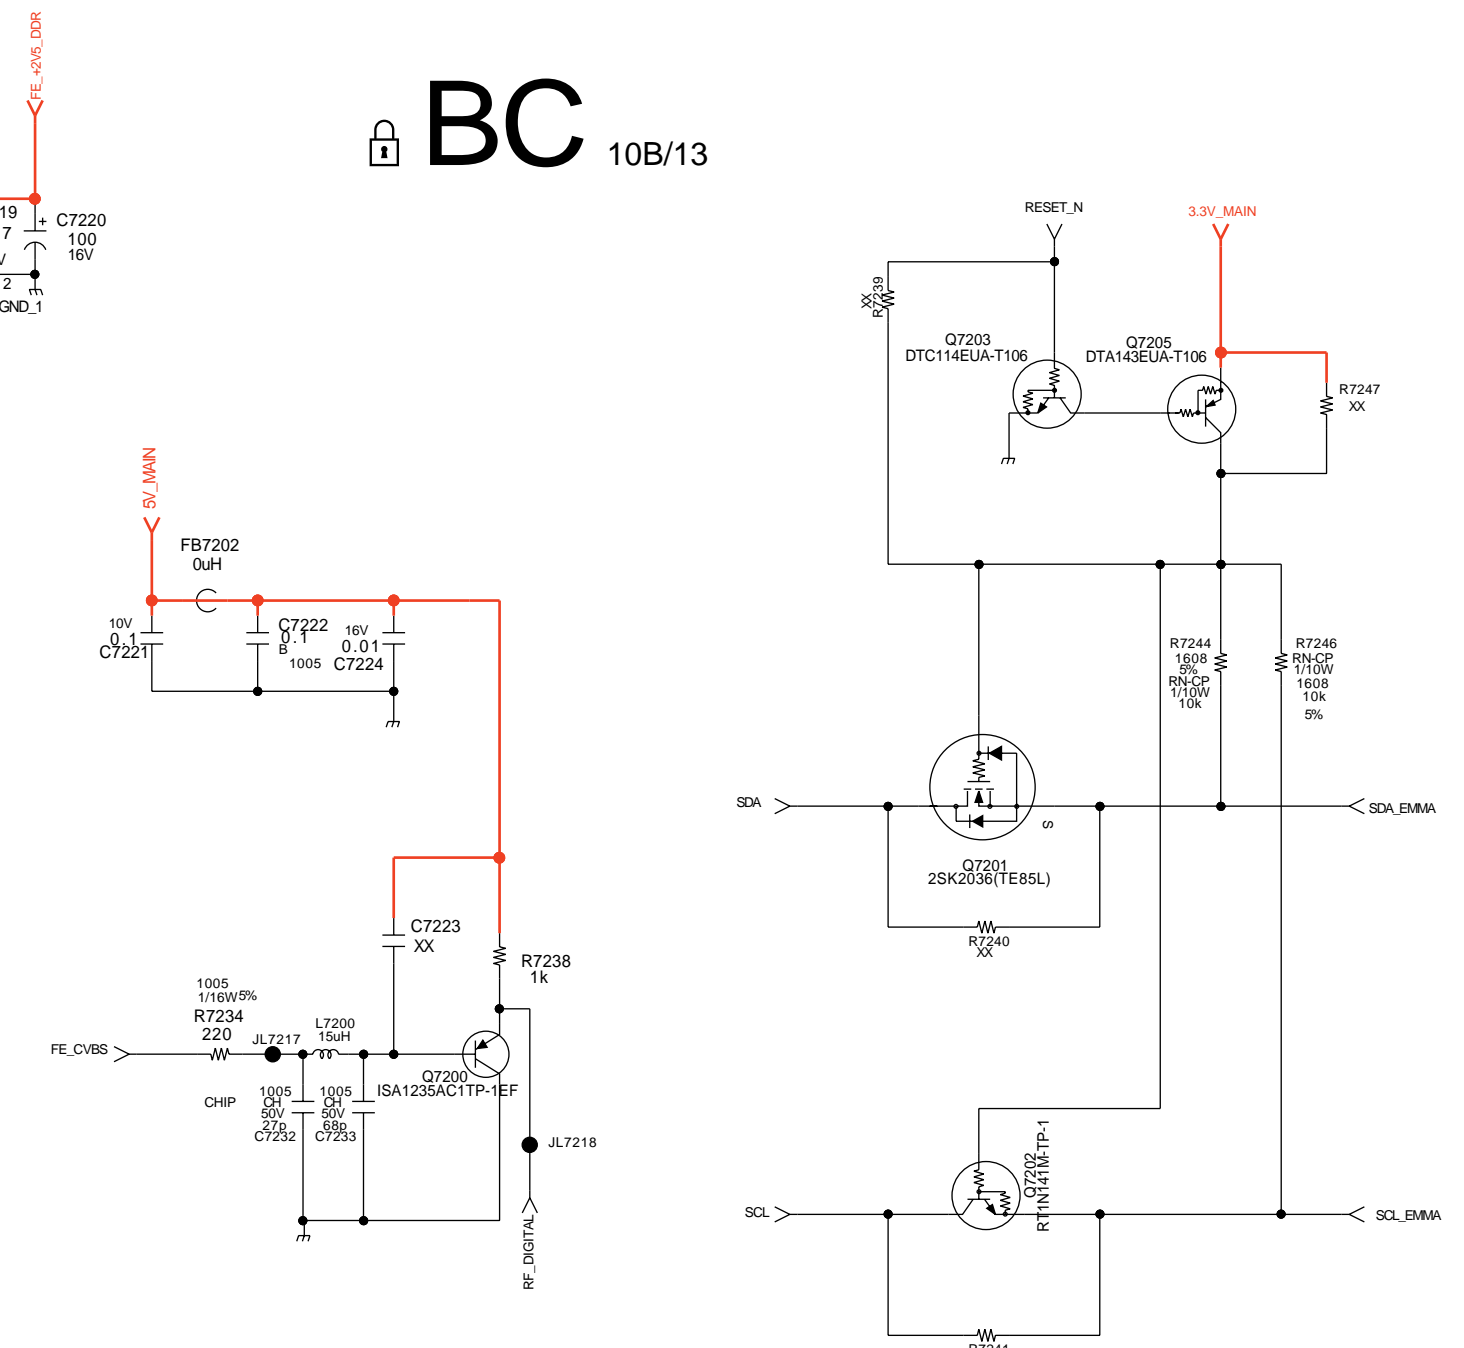 FE_+2V5_DDR
BC 10B/13
19
7
2
GND_1
C7220
100
16V
RESET_N
3.3V_MAIN
XX
R7239
Q7203
DTC114EUA-T106
Q7205
DTA143EUA-T106
R7247
XX
5V_MAIN
FB7202
0uH
10V
0.1
C7221
C7222
0.1
B
1005
16V
0.01
C7224
R7244
1608
5%
RN-CP
1/10W
10k
R7246
RN-CP
1/10W
1608
10k
5%
SDA
SDA_EMMA
S
Q7201
2SK2036(TE85L)
R7240
XX
C7223
XX
R7238
1k
1005
1/16W 5%
R7234
220
JL7217
L7200
15uH
FE_CVBS
Q7200
ISA1235AC1TP-1EF
CHIP
1005
CH
50V
27p
C7232
1005
CH
50V
68p
C7233
JL7218
RF_DIGITAL
Q7202
RT1N141M-TP-1
SCL
SCL_EMMA
R7241